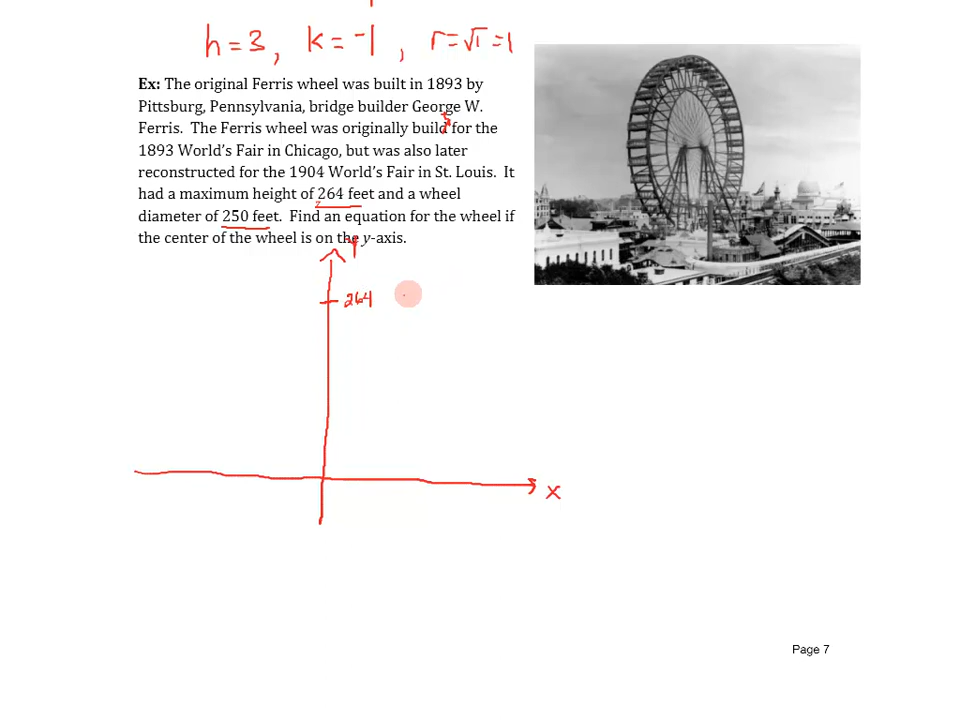 h = 3, k = -1, r = √1 = 1
Ex: The original Ferris wheel was built in 1893 by
Pittsburg, Pennsylvania, bridge builder George W.
Ferris. The Ferris wheel was originally build for the
1893 World's Fair in Chicago, but was also later
reconstructed for the 1904 World's Fair in St. Louis. It
had a maximum height of 264 feet and a wheel
diameter of 250 feet. Find an equation for the wheel if
the center of the wheel is on the y-axis.
y
264
x
Page 7